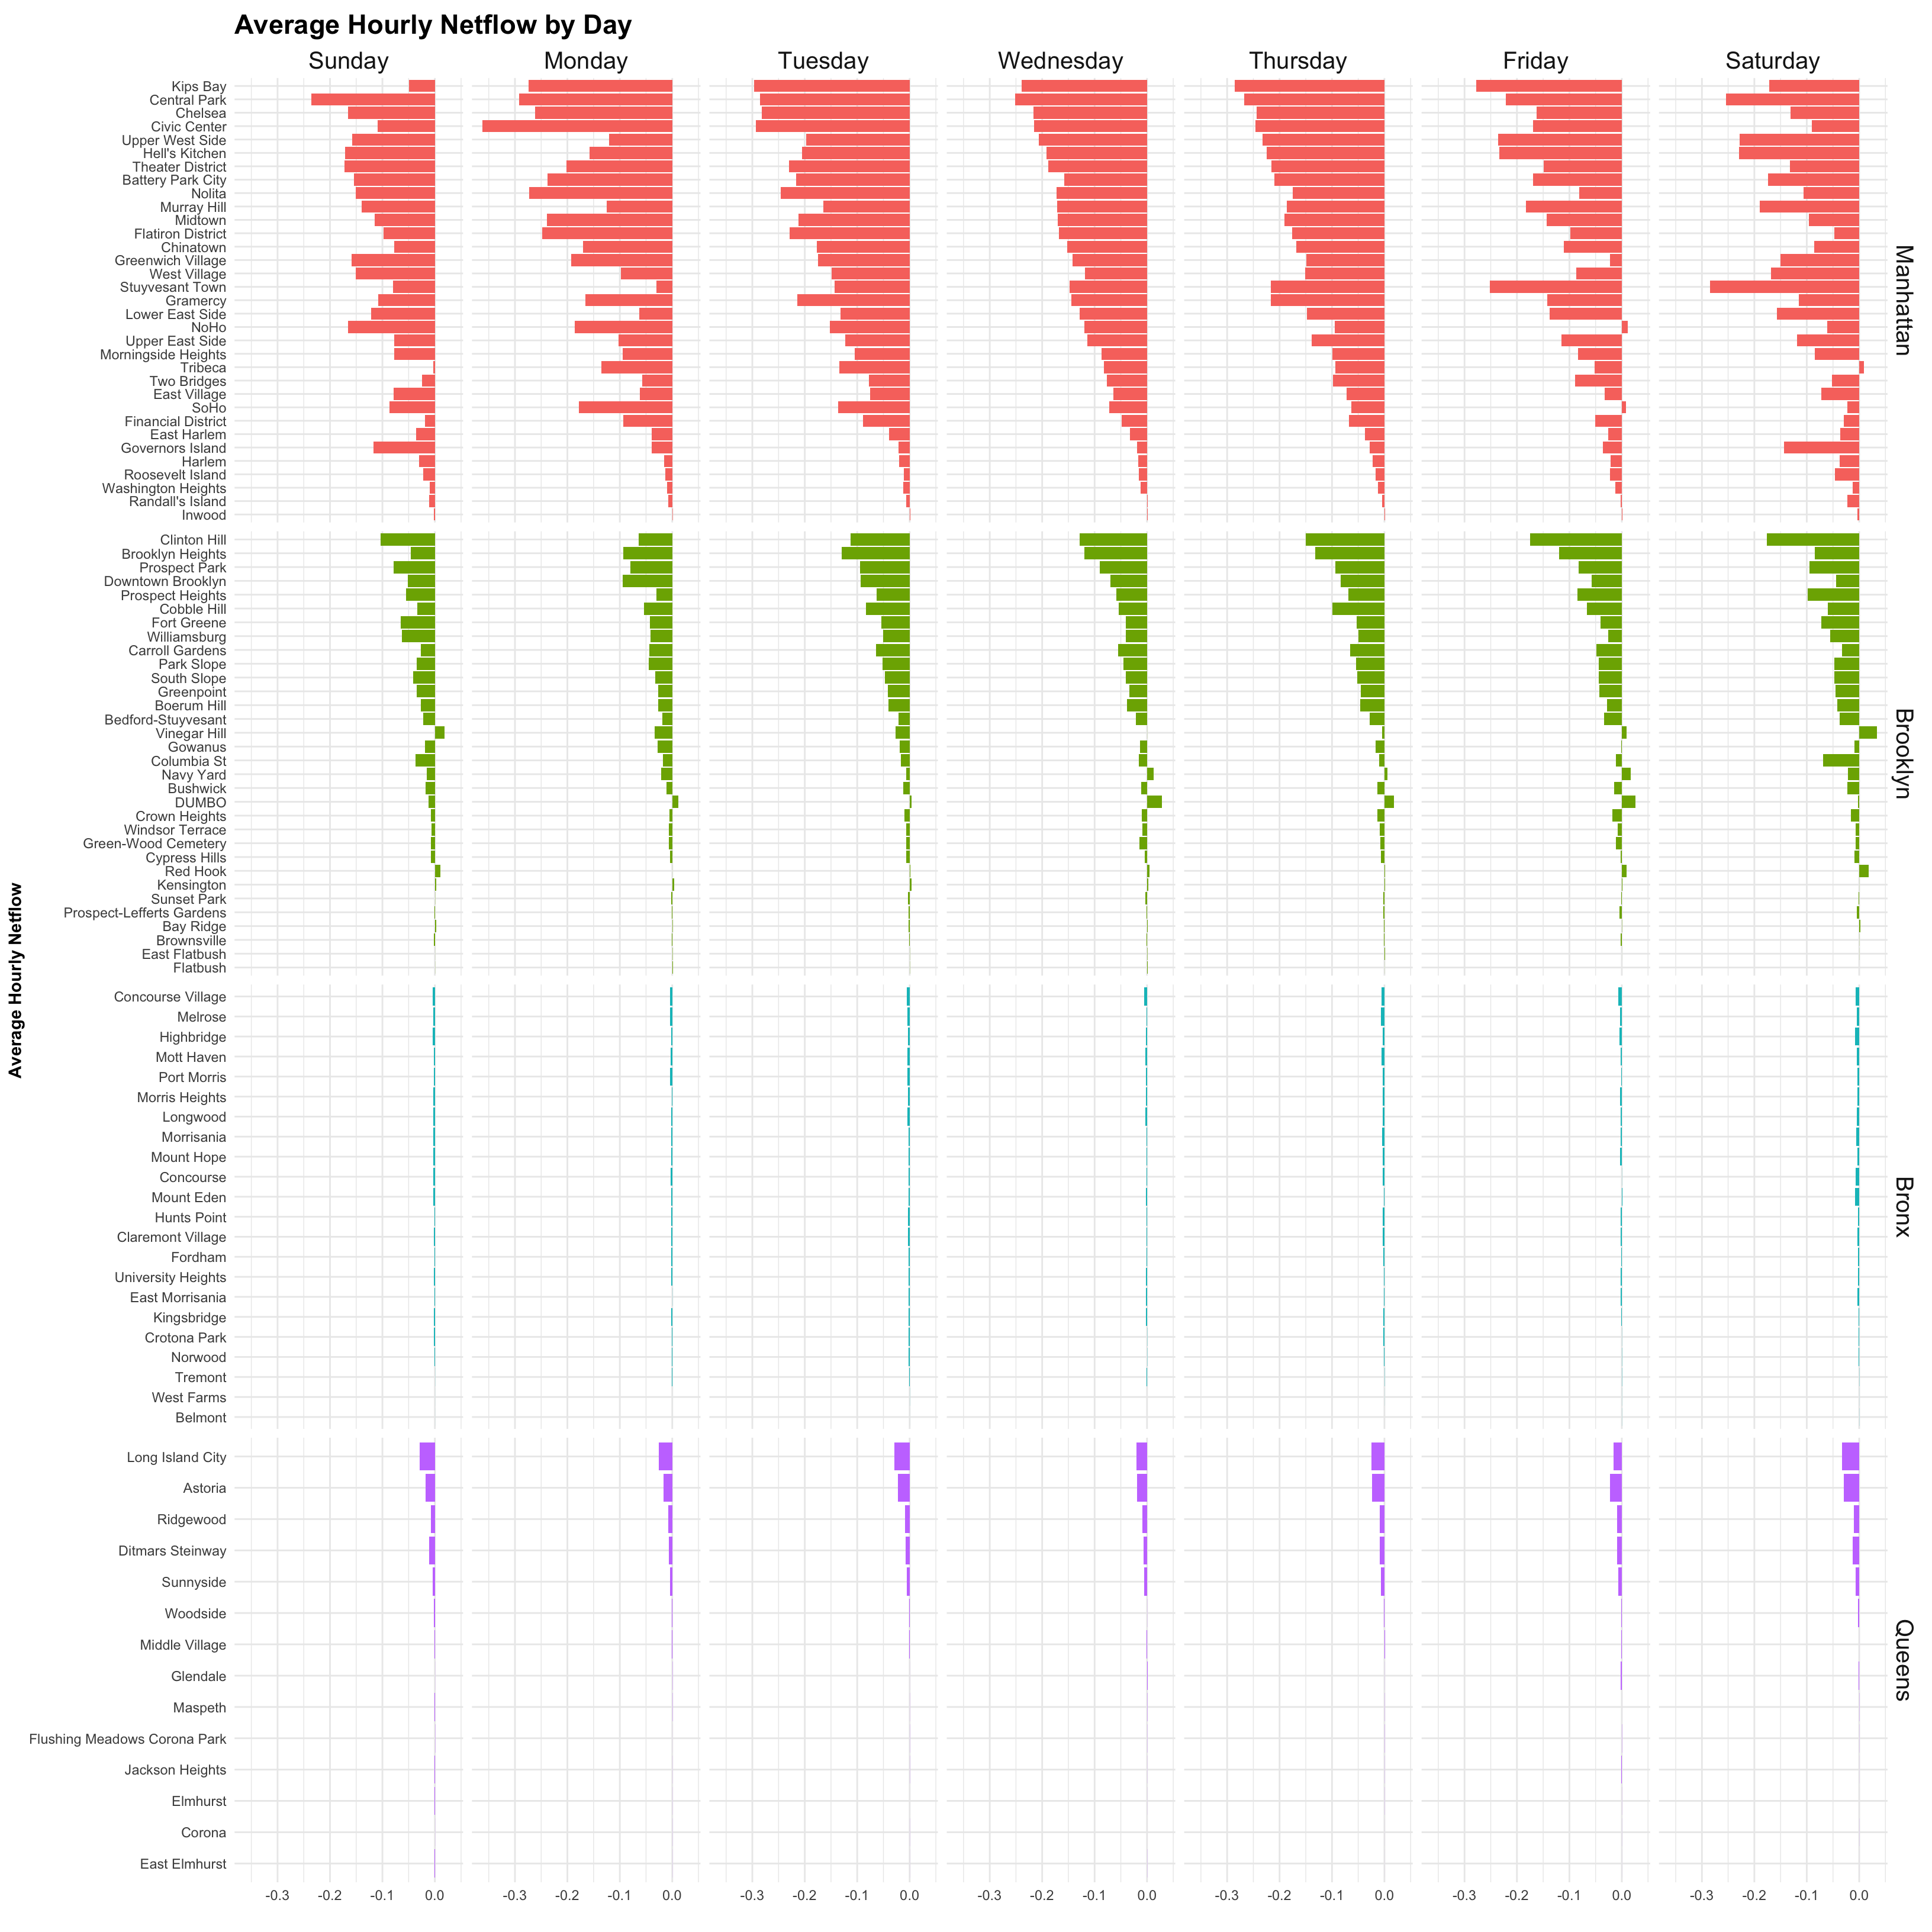 Average Hourly Netflow by Day
Sunday Monday Tuesday Wednesday Thursday Friday Saturday
Kips Bay
Central Park
Chelsea
Civic Center
Upper West Side
Hell's Kitchen
Theater District
Battery Park City
Nolita
Murray Hill
Midtown
Flatiron District
Chinatown
Greenwich Village
West Village
Stuyvesant Town
Gramercy
Lower East Side
NoHo
Upper East Side
Morningside Heights
Tribeca
Two Bridges
East Village
SoHo
Financial District
East Harlem
Governors Island
Harlem
Roosevelt Island
Washington Heights
Randall's Island
Inwood
Manhattan
Clinton Hill
Brooklyn Heights
Prospect Park
Downtown Brooklyn
Prospect Heights
Cobble Hill
Fort Greene
Williamsburg
Carroll Gardens
Park Slope
South Slope
Greenpoint
Boerum Hill
Bedford-Stuyvesant
Vinegar Hill
Gowanus
Columbia St
Navy Yard
Bushwick
DUMBO
Crown Heights
Windsor Terrace
Green-Wood Cemetery
Cypress Hills
Red Hook
Kensington
Sunset Park
Prospect-Lefferts Gardens
Bay Ridge
Brownsville
East Flatbush
Flatbush
Brooklyn
Concourse Village
Melrose
Highbridge
Mott Haven
Port Morris
Morris Heights
Longwood
Morrisania
Mount Hope
Concourse
Mount Eden
Hunts Point
Claremont Village
Fordham
University Heights
East Morrisania
Kingsbridge
Crotona Park
Norwood
Tremont
West Farms
Belmont
Bronx
Long Island City
Astoria
Ridgewood
Ditmars Steinway
Sunnyside
Woodside
Middle Village
Glendale
Maspeth
Flushing Meadows Corona Park
Jackson Heights
Elmhurst
Corona
East Elmhurst
Queens
Average Hourly Netflow
-0.3 -0.2 -0.1 0.0 -0.3 -0.2 -0.1 0.0 -0.3 -0.2 -0.1 0.0 -0.3 -0.2 -0.1 0.0 -0.3 -0.2 -0.1 0.0 -0.3 -0.2 -0.1 0.0 -0.3 -0.2 -0.1 0.0